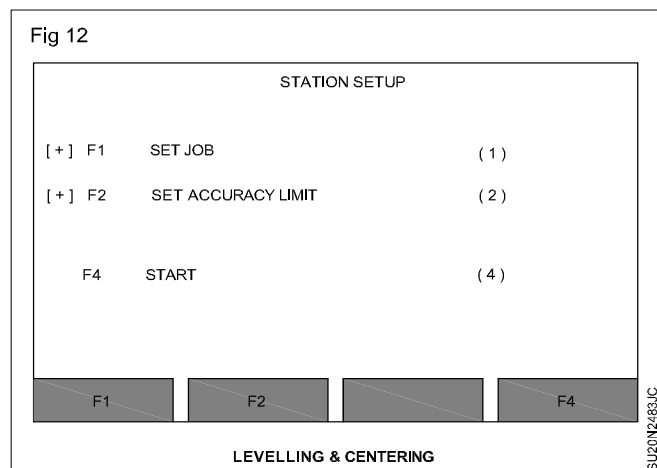 Fig 12
STATION SETUP
[ + ] F1 SET JOB ( 1 )
[ + ] F2 SET ACCURACY LIMIT ( 2 )
F4 START ( 4 )
F1 F2 F4
LEVELLING & CENTERING
SU20N2483JC